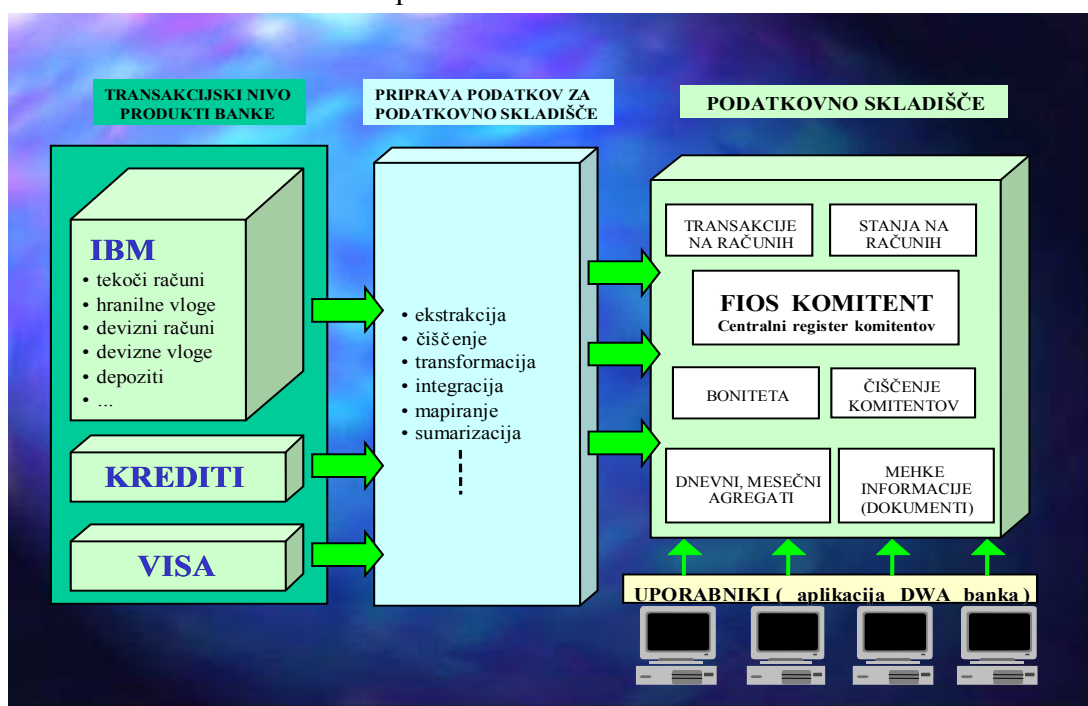 TRANSAKCIJSKI NIVO
PRODUKTI BANKE
IBM
• tekoči računi
• hranilne vloge
• devizni računi
• devizne vloge
• depoziti
• ...
KREDITI
VISA
PRIPRAVA PODATKOV ZA
PODATKOVNO SKLADIŠČE
• ekstrakcija
• čiščenje
• transformacija
• integracija
• mapiranje
• sumarizacija
PODATKOVNO SKLADIŠČE
TRANSAKCIJE
NA RAČUNIH
STANJA NA
RAČUNIH
FIOS KOMITENT
Centralni register komitentov
BONITETA
ČIŠČENJE
KOMITENTOV
DNEVNI, MESEČNI
AGREGATI
MEHKE
INFORMACIJE
(DOKUMENTI)
UPORABNIKI ( aplikacija DWA banka )